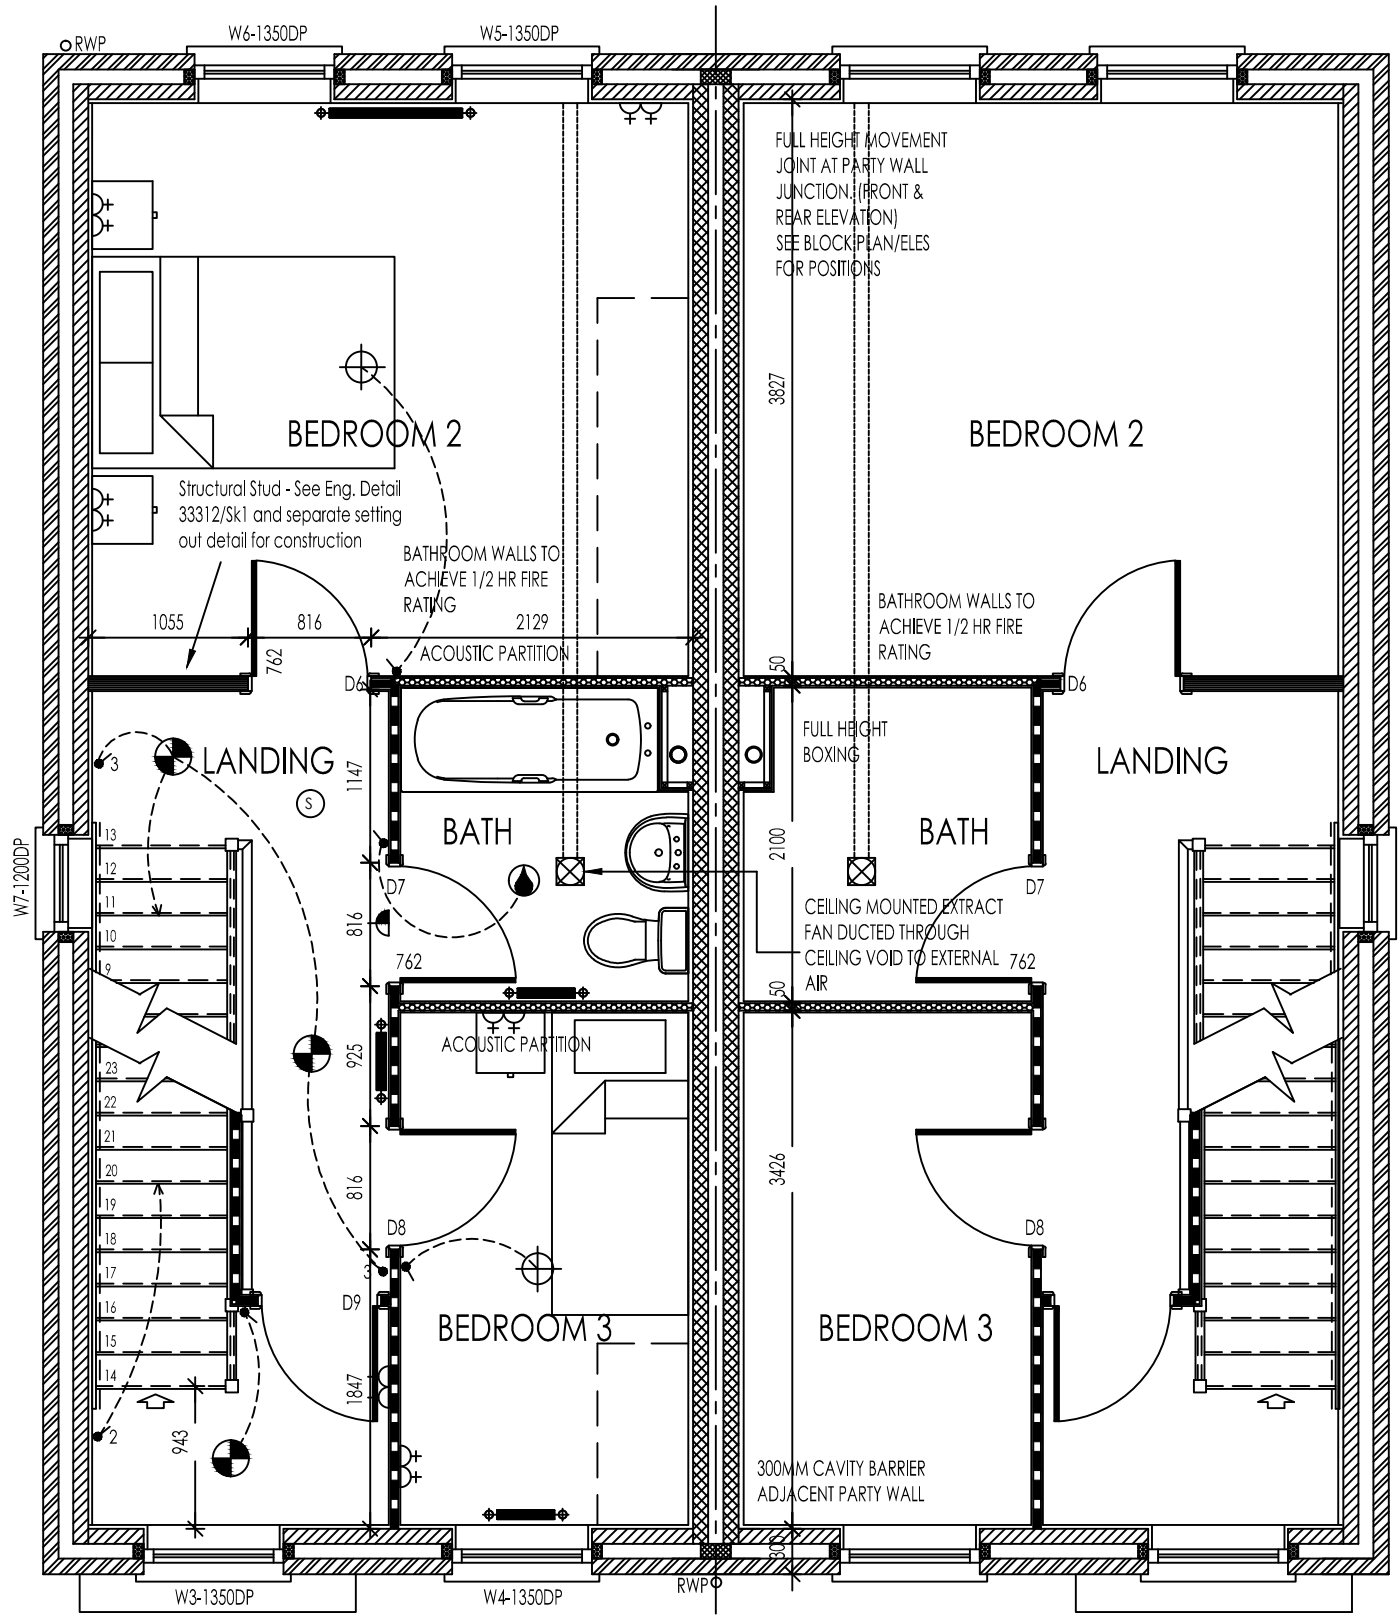 W6-1350DP
W5-1350DP
RWP
FULL HEIGHT MOVEMENT
JOINT AT PARTY WALL
JUNCTION. (FRONT &
REAR ELEVATION)
SEE BLOCK PLAN/ELES
FOR POSITIONS
3827
BEDROOM 2
BEDROOM 2
Structural Stud - See Eng. Detail
33312/Sk1 and separate setting
out detail for construction
BATHROOM WALLS TO
ACHIEVE 1/2 HR FIRE
RATING
BATHROOM WALLS TO
ACHIEVE 1/2 HR FIRE
RATING
1055
816
2129
762
ACOUSTIC PARTITION
50
D6
D6
FULL HEIGHT
BOXING
3
LANDING
LANDING
S
1147
BATH
BATH
2100
W7-1200DP
13
12
11
10
9
D7
D7
816
762
CEILING MOUNTED EXTRACT
FAN DUCTED THROUGH
CEILING VOID TO EXTERNAL
AIR
762
50
925
ACOUSTIC PARTITION
23
22
21
20
19
18
17
16
15
14
816
3426
D8
D8
3
D9
BEDROOM 3
BEDROOM 3
1847
2
943
300MM CAVITY BARRIER
ADJACENT PARTY WALL
300
W3-1350DP
W4-1350DP
RWP